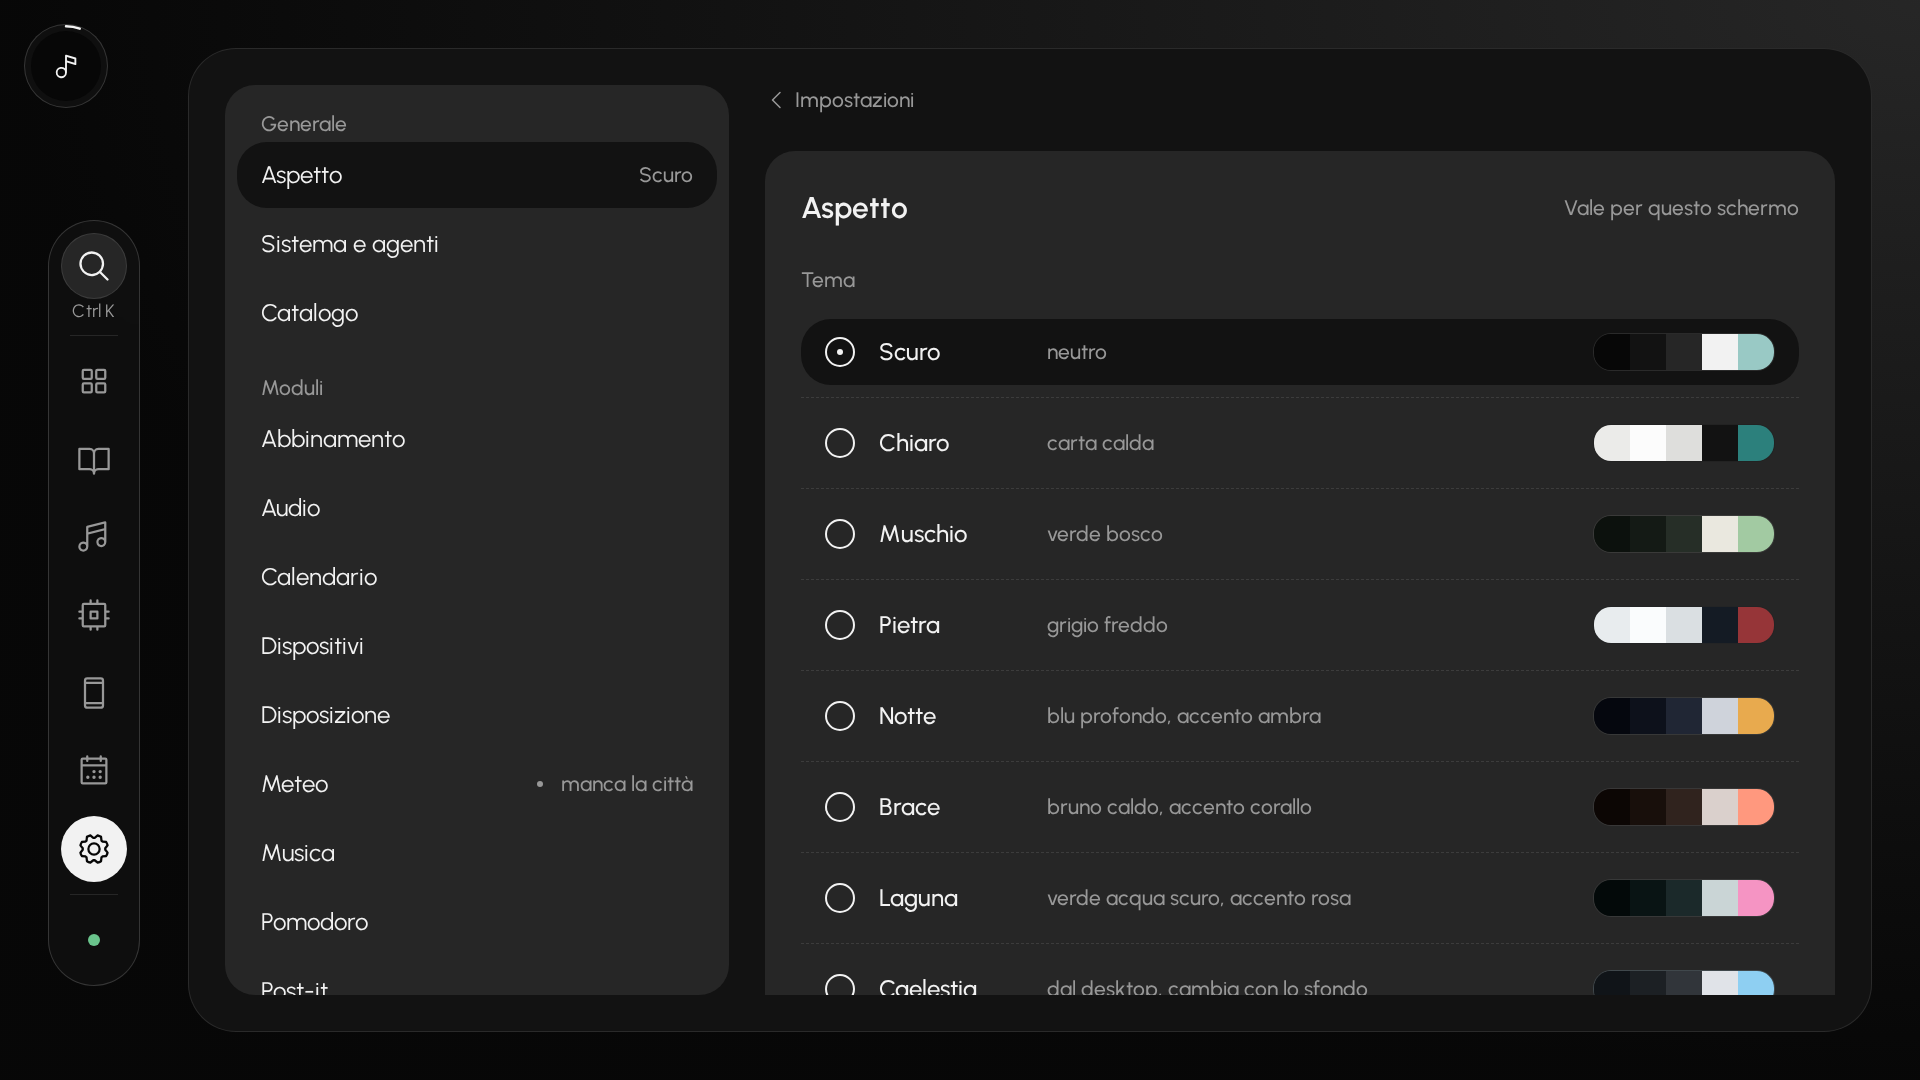 Ctrl K
Generale
Aspetto Scuro
Sistema e agenti
Catalogo
Moduli
Abbinamento
Audio
Calendario
Dispositivi
Disposizione
Meteo • manca la città
Musica
Pomodoro
Post-it
Impostazioni
Aspetto Vale per questo schermo
Tema
Scuro neutro
Chiaro carta calda
Muschio verde bosco
Pietra grigio freddo
Notte blu profondo, accento ambra
Brace bruno caldo, accento corallo
Laguna verde acqua scuro, accento rosa
Caelestia dal desktop, cambia con lo sfondo